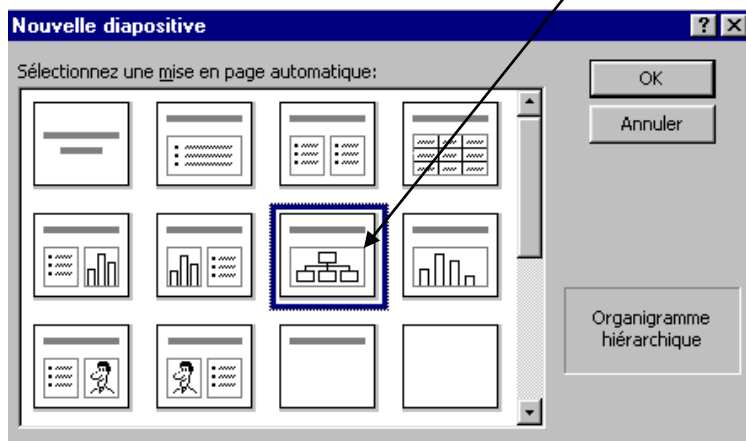 Nouvelle diapositive
Sélectionnez une mise en page automatique:
OK
Annuler
Organigramme
hiérarchique